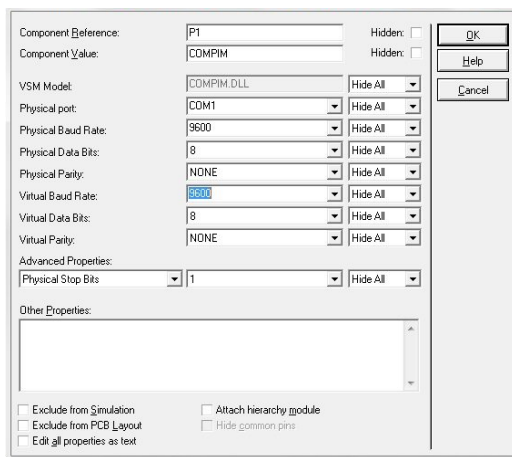 Component Reference: P1 Hidden:
Component Value: COMPIM Hidden:
OK
Help
Cancel
VSM Model: COMPIM.DLL Hide All
Physical port: COM1 Hide All
Physical Baud Rate: 9600 Hide All
Physical Data Bits: 8 Hide All
Physical Parity: NONE Hide All
Virtual Baud Rate: 9600 Hide All
Virtual Data Bits: 8 Hide All
Virtual Parity: NONE Hide All
Advanced Properties:
Physical Stop Bits 1 Hide All
Other Properties:
Exclude from Simulation Attach hierarchy module
Exclude from PCB Layout Hide common pins
Edit all properties as text